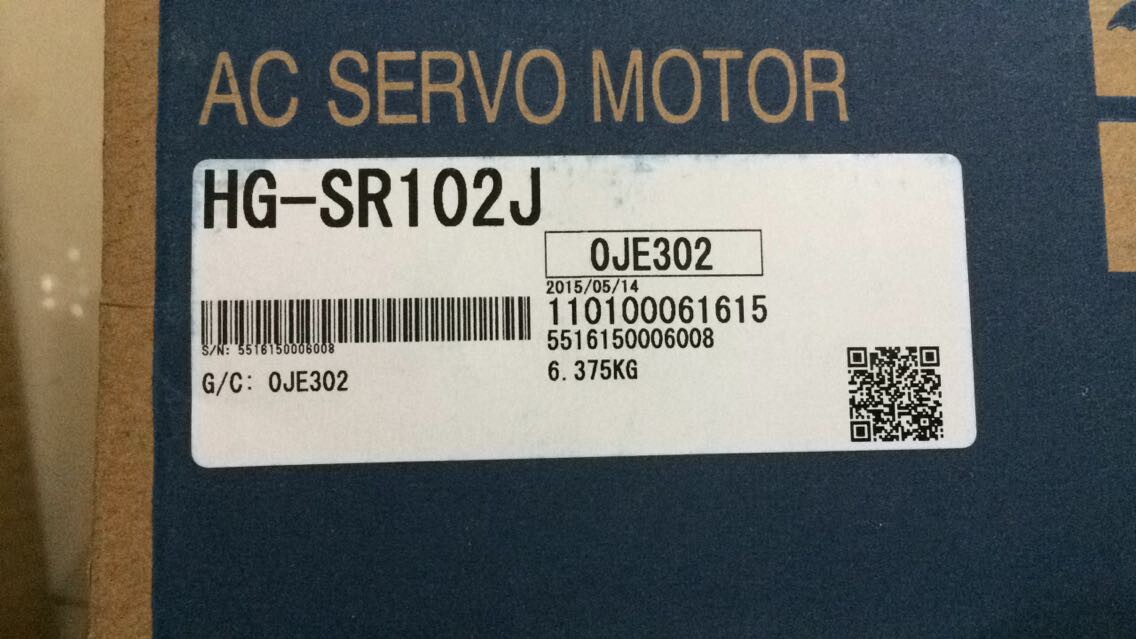 AC SERVO MOTOR
HG-SR102J
0JE302
2015/05/14
110100061615
S/N: 5516150006008
5516150006008
G/C: 0JE302
6.375KG